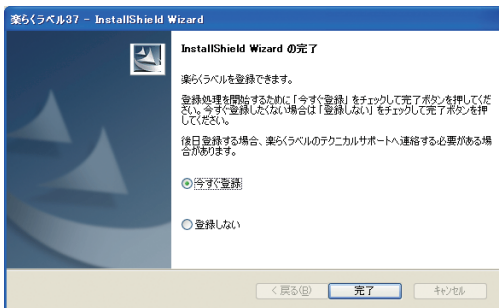 楽らくラベル37 - InstallShield Wizard
InstallShield Wizard の完了
楽らくラベルを登録できます。
登録処理を開始するために「今すぐ登録」をチェックして完了ボタンを押してくだ
さい。今すぐ登録したくない場合は「登録しない」をチェックして完了ボタンを押
してください。
後日登録する場合、楽らくラベルのテクニカルサポートへ連絡する必要がある場
合があります。
今すぐ登録
登録しない
< 戻る(B)
完了
キャンセル